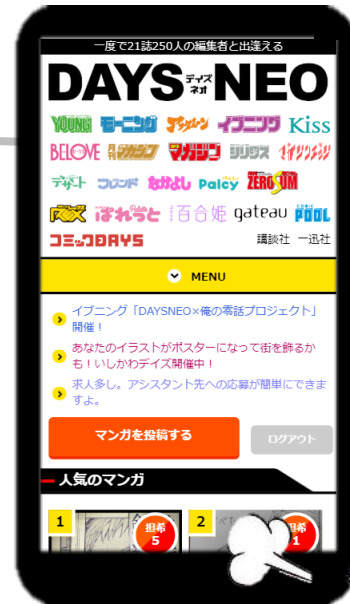 一度で21誌250人の編集者と出逢える
DAYS デイズ ネオ NEO
YOUNG モーニング アフタヌーン イブニング Kiss
BE・LOVE 月刊マガジン マガジン シリウス
デザート フレンド なかよし Palcy ZERO-SUM
REX ぱれっと 百合姫 gateau comic POOL
コミックDAYS 講談社 一迅社
MENU
イブニング「DAYSNEO×俺の零話プロジェクト」
開催！
あなたのイラストがポスターになって街を飾るか
も！いしかわデイズ開催中！
求人多し。アシスタント先への応募が簡単にできま
すよ。
マンガを投稿する ログアウト
人気のマンガ
1 担希 5 2 担希 1